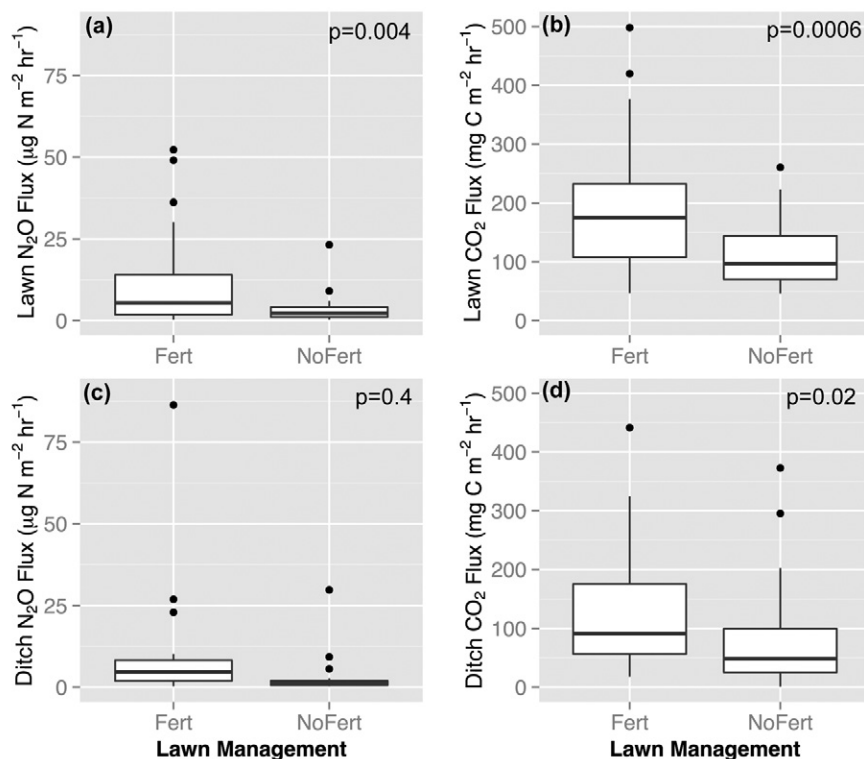 (a)
p=0.004
Lawn N₂O Flux (µg N m⁻² hr⁻¹)
75
50
25
0
Fert
NoFert
(b)
p=0.0006
Lawn CO₂ Flux (mg C m⁻² hr⁻¹)
500
400
300
200
100
0
Fert
NoFert
(c)
p=0.4
Ditch N₂O Flux (µg N m⁻² hr⁻¹)
75
50
25
0
Fert
NoFert
Lawn Management
(d)
p=0.02
Ditch CO₂ Flux (mg C m⁻² hr⁻¹)
500
400
300
200
100
0
Fert
NoFert
Lawn Management